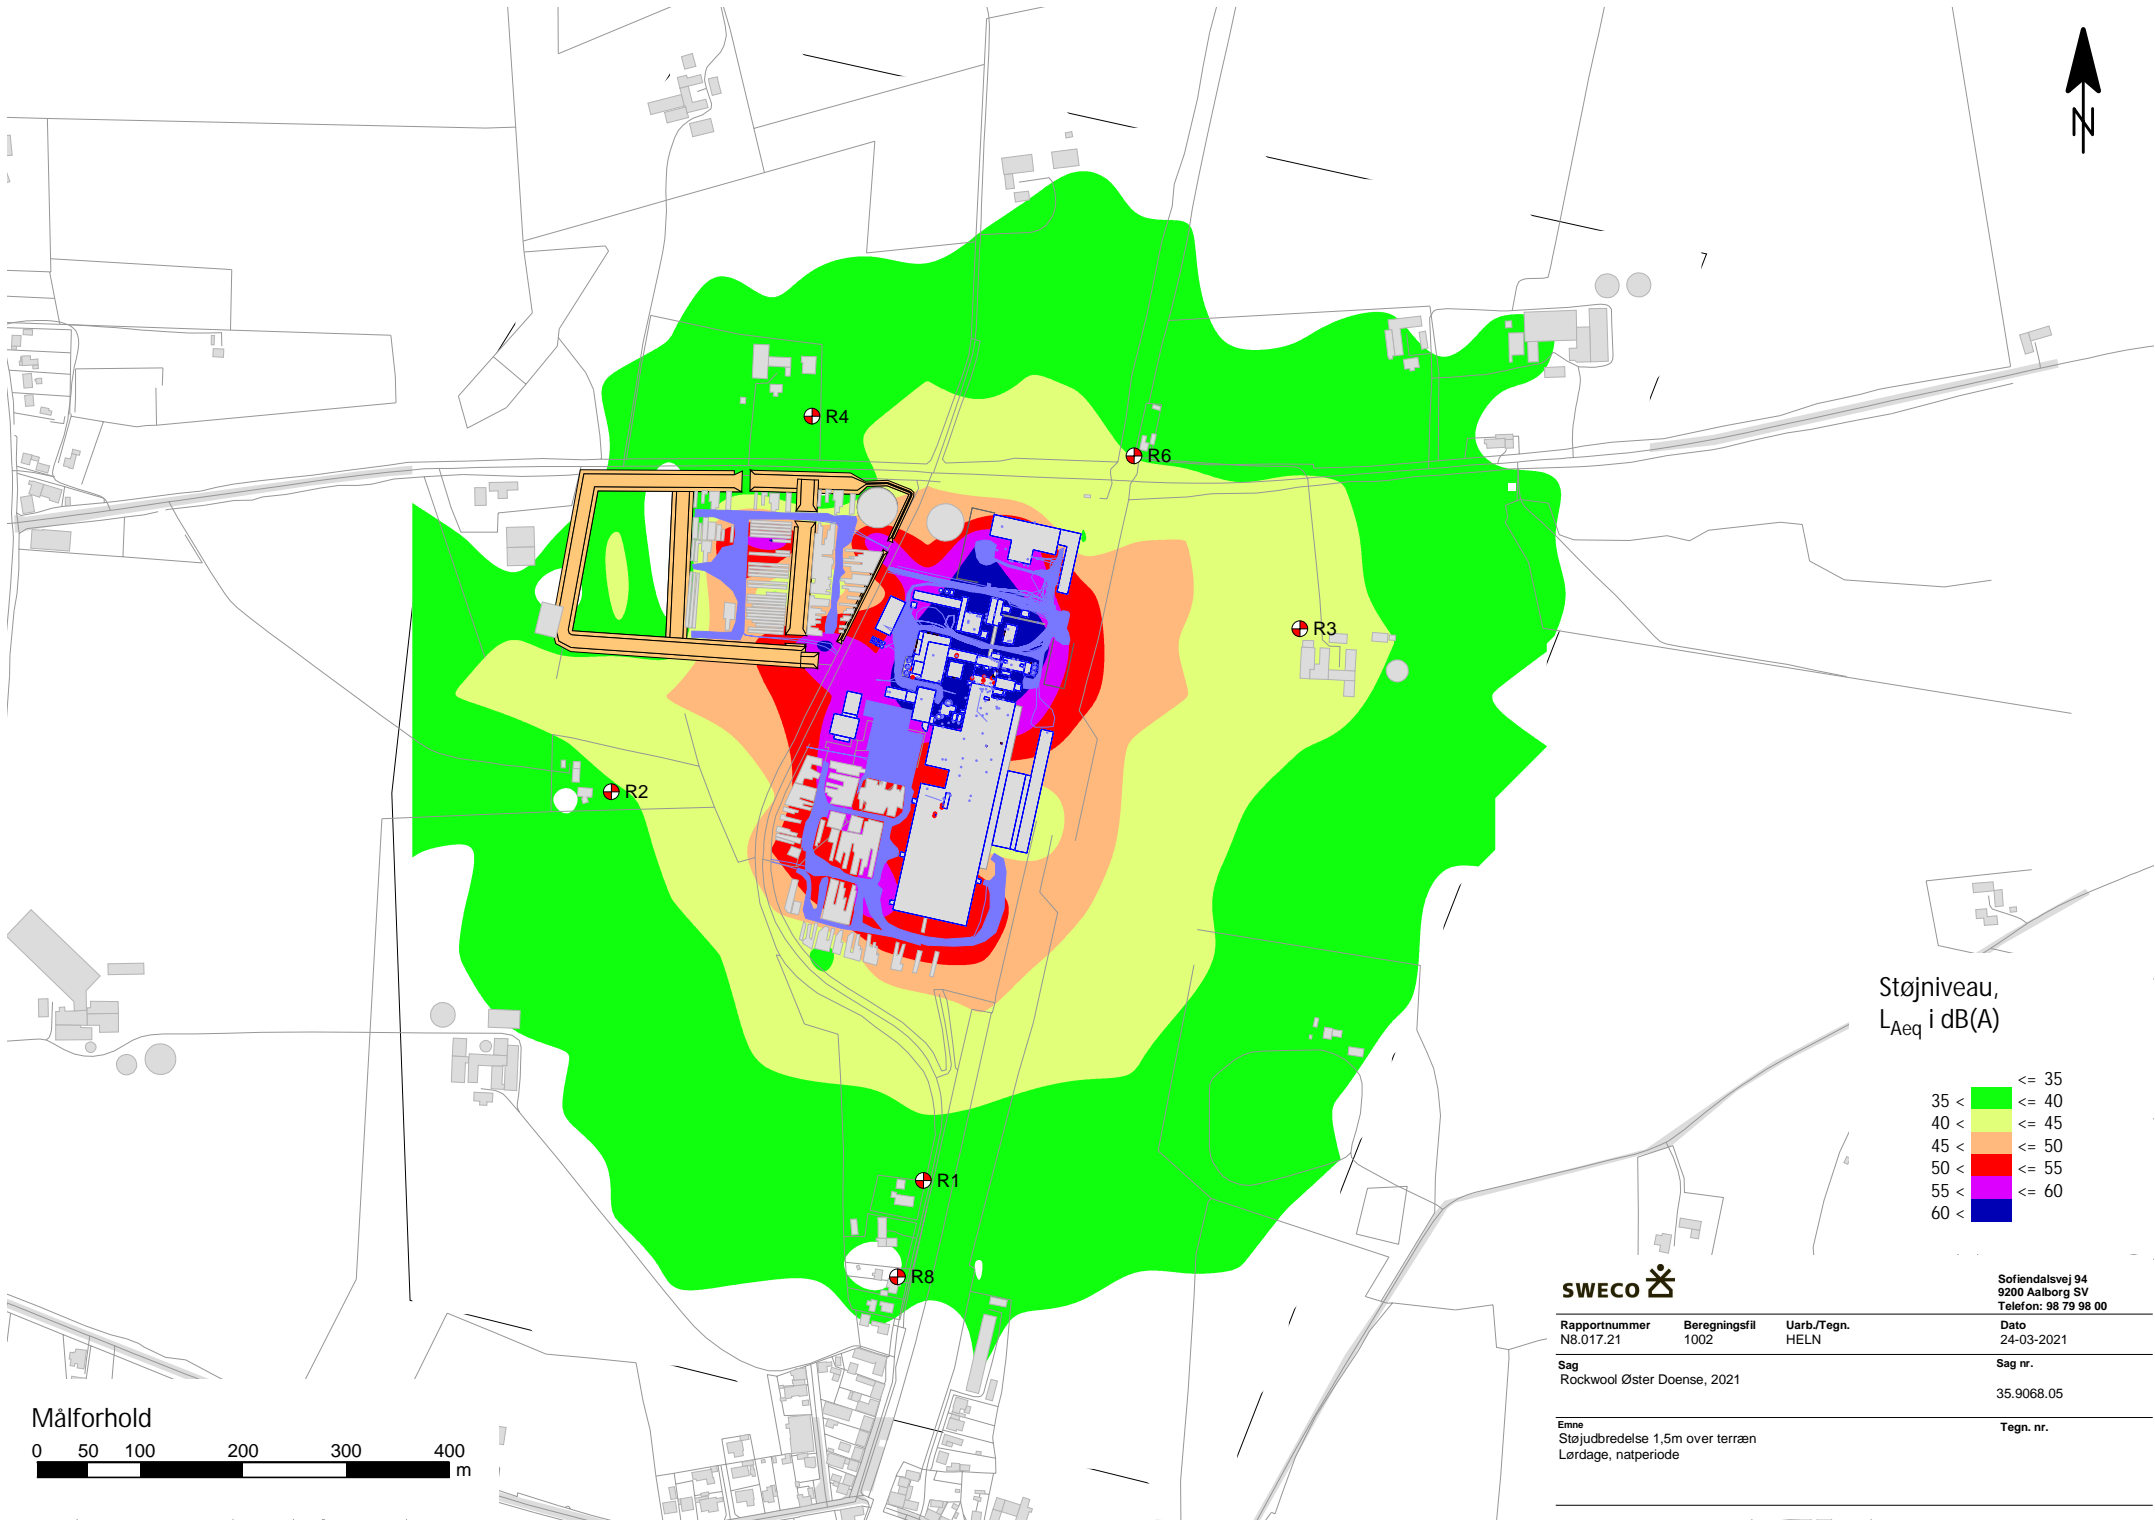 N
R4
R6
R3
R2
R1
R8
Støjniveau,
LAeq i dB(A)
<= 35
35 < <= 40
40 < <= 45
45 < <= 50
50 < <= 55
55 < <= 60
60 <
Målforhold
0 50 100 200 300 400
m
SWECO
Sofiendalsvej 94
9200 Aalborg SV
Telefon: 98 79 98 00
Rapportnummer Beregningsfil Uarb./Tegn. Dato
N8.017.21 1002 HELN 24-03-2021
Sag Sag nr.
Rockwool Øster Doense, 2021
35.9068.05
Emne Tegn. nr.
Støjudbredelse 1,5m over terræn
Lørdage, natperiode